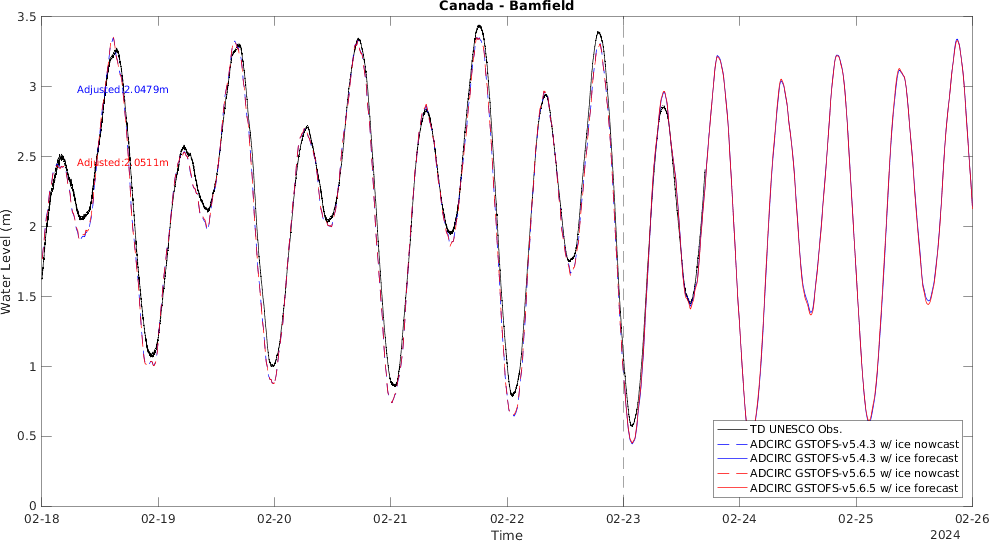 Canada - Bamfield
3.5
3
2.5
2
1.5
1
0.5
0
Water Level (m)
Adjusted:2.0479m
Adjusted:2.0511m
TD UNESCO Obs.
ADCIRC GSTOFS-v5.4.3 w/ ice nowcast
ADCIRC GSTOFS-v5.4.3 w/ ice forecast
ADCIRC GSTOFS-v5.6.5 w/ ice nowcast
ADCIRC GSTOFS-v5.6.5 w/ ice forecast
02-18 02-19 02-20 02-21 02-22 02-23 02-24 02-25 02-26
Time
2024